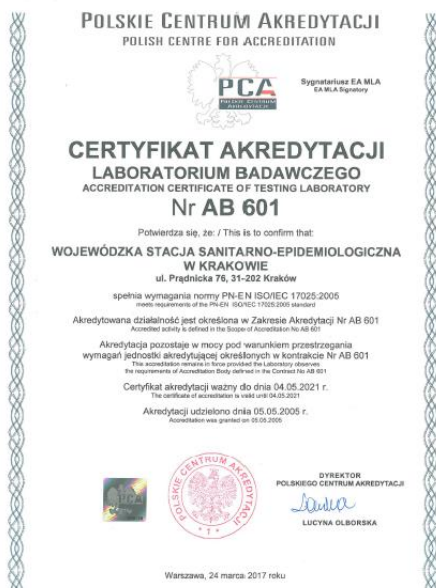 POLSKIE CENTRUM AKREDYTACJI
POLISH CENTRE FOR ACCREDITATION
PCA
POLSKIE CENTRUM
AKREDYTACJI
Sygnatariusz EA MLA
EA MLA Signatory
CERTYFIKAT AKREDYTACJI
LABORATORIUM BADAWCZEGO
ACCREDITATION CERTIFICATE OF TESTING LABORATORY
Nr AB 601
Potwierdza się, że: / This is to confirm that:
WOJEWÓDZKA STACJA SANITARNO-EPIDEMIOLOGICZNA
W KRAKOWIE
ul. Prądnicka 76, 31-202 Kraków
spełnia wymagania normy PN-EN ISO/IEC 17025:2005
meets requirements of the PN-EN ISO/IEC 17025:2005 standard
Akredytowana działalność jest określona w Zakresie Akredytacji Nr AB 601
Accredited activity is defined in the Scope of Accreditation No AB 601
Akredytacja pozostaje w mocy pod warunkiem przestrzegania
wymagań jednostki akredytującej określonych w kontrakcie Nr AB 601
This accreditation remains in force provided the Laboratory observes
the requirements of Accreditation Body defined in the Contract No AB 601
Certyfikat akredytacji ważny do dnia 04.05.2021 r.
The certificate of accreditation is valid until 04.05.2021
Akredytacji udzielono dnia 05.05.2005 r.
Accreditation was granted on 05.05.2005
POLSKIE CENTRUM AKREDYTACJI
* 1 *
DYREKTOR
POLSKIEGO CENTRUM AKREDYTACJI
LUCYNA OLBORSKA
Warszawa, 24 marca 2017 roku